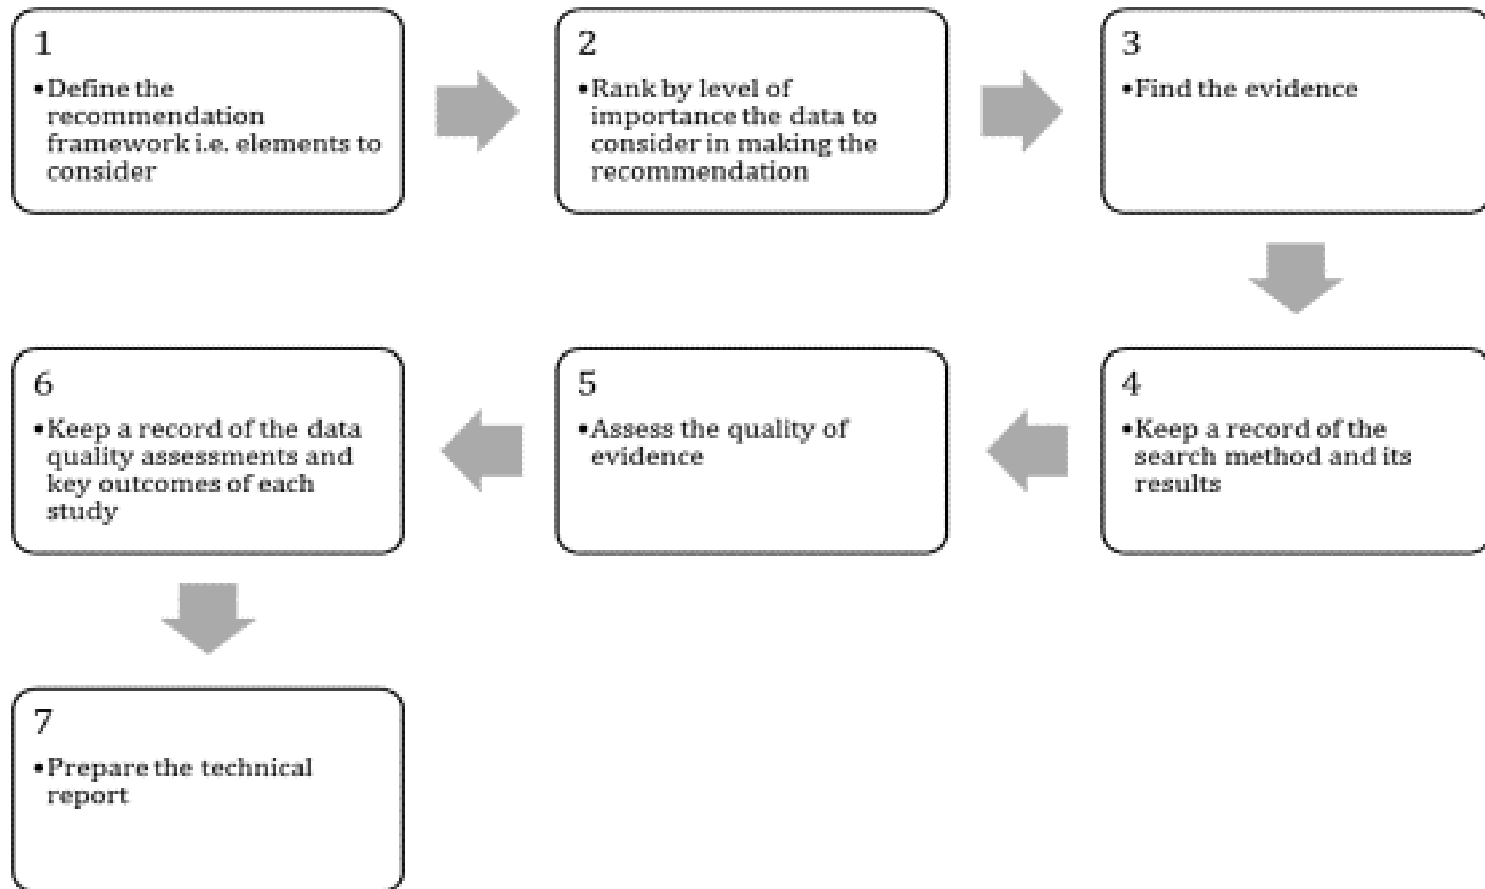 1
•Define the
recommendation
framework i.e. elements to
consider
2
•Rank by level of
importance the data to
consider in making the
recommendation
3
•Find the evidence
4
•Keep a record of the
search method and its
results
5
•Assess the quality of
evidence
6
•Keep a record of the data
quality assessments and
key outcomes of each
study
7
•Prepare the technical
report